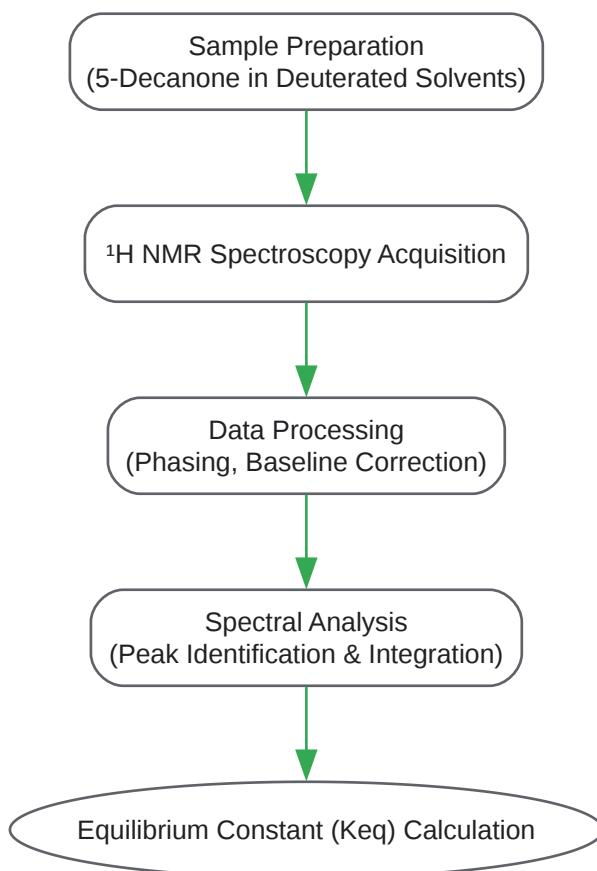 Sample Preparation
(5-Decanone in Deuterated Solvents)
¹H NMR Spectroscopy Acquisition
Data Processing
(Phasing, Baseline Correction)
Spectral Analysis
(Peak Identification & Integration)
Equilibrium Constant (Keq) Calculation